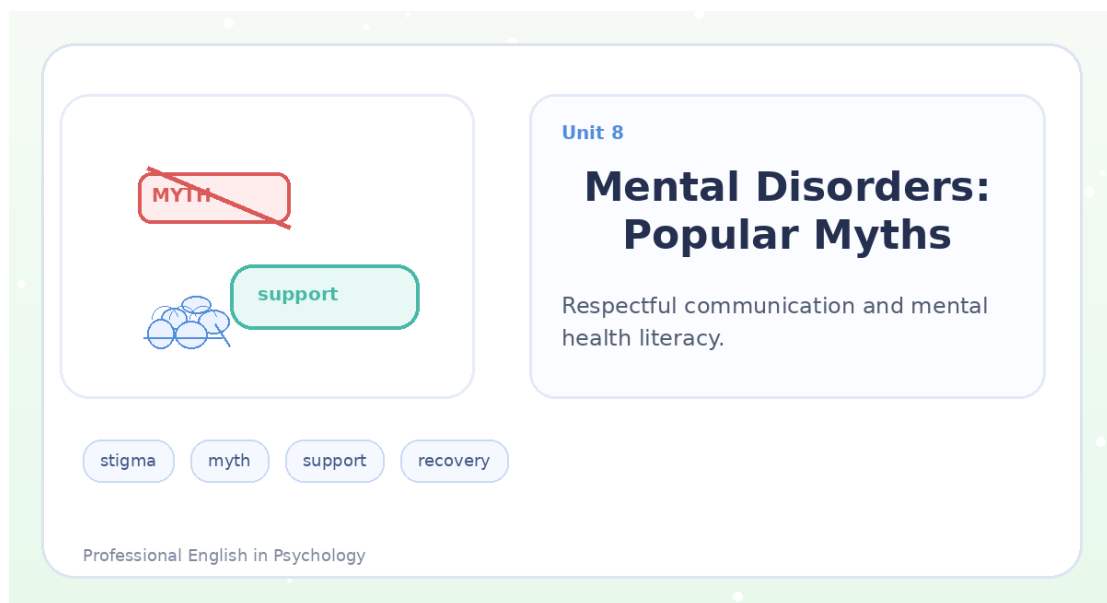 MYTH
support
Unit 8
Mental Disorders:
Popular Myths
Respectful communication and mental
health literacy.
stigma
myth
support
recovery
Professional English in Psychology